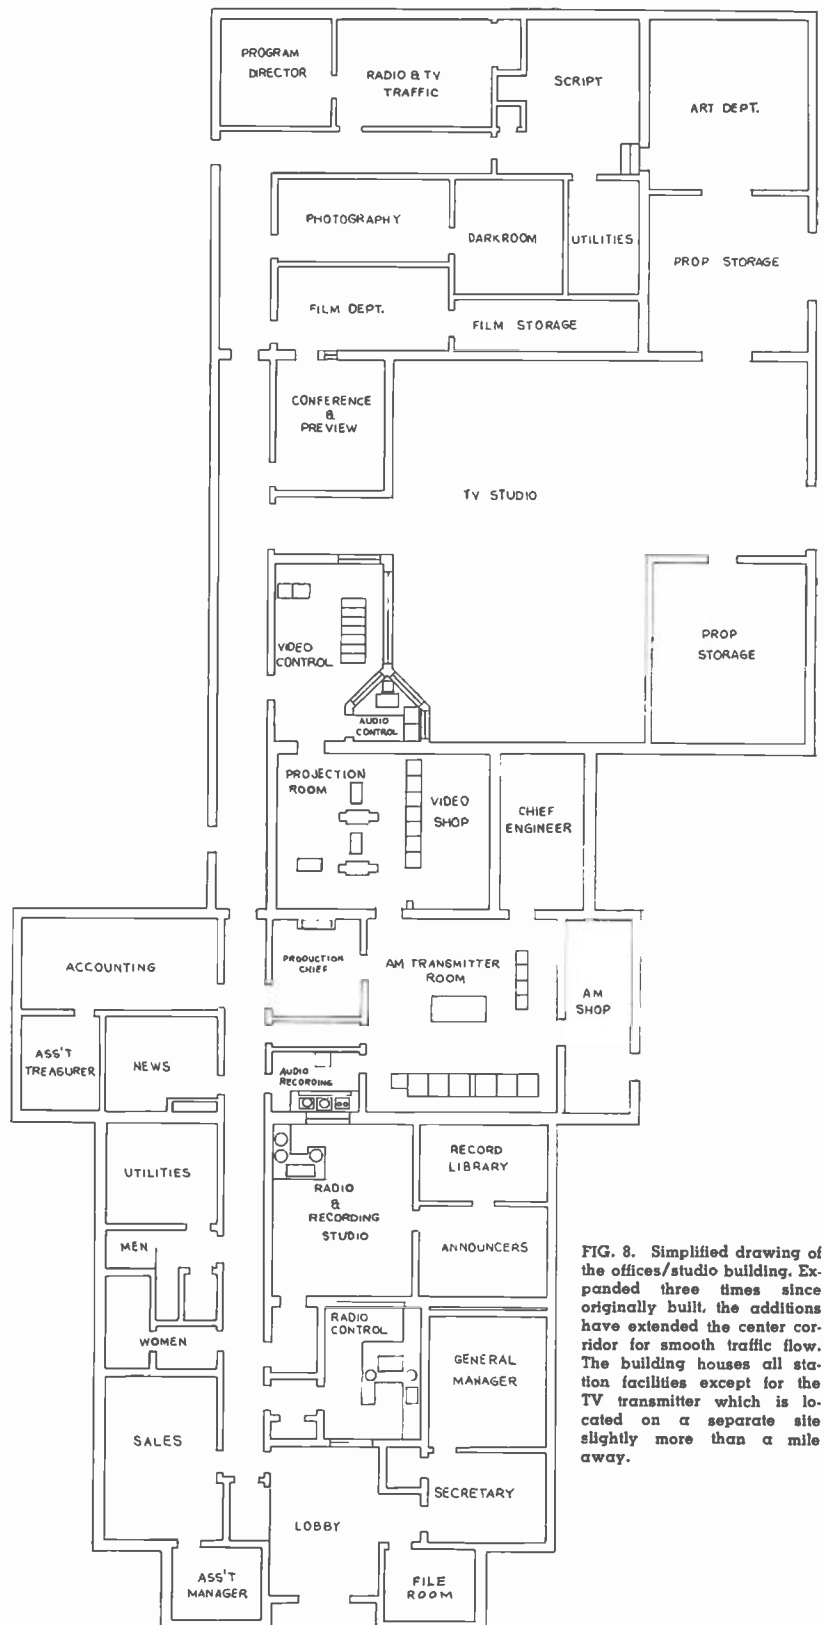 PROGRAM
DIRECTOR
RADIO & TV
TRAFFIC
SCRIPT
ART DEPT.
PHOTOGRAPHY
DARKROOM
UTILITIES
PROP STORAGE
FILM DEPT.
FILM STORAGE
CONFERENCE
&
PREVIEW
TV STUDIO
VIDEO
CONTROL
PROP
STORAGE
AUDIO
CONTROL
PROJECTION
ROOM
VIDEO
SHOP
CHIEF
ENGINEER
ACCOUNTING
PRODUCTION
CHIEF
AM TRANSMITTER
ROOM
AM
SHOP
ASS'T
TREASURER
NEWS
AUDIO
RECORDING
UTILITIES
RECORD
LIBRARY
RADIO
&
RECORDING
STUDIO
MEN
ANNOUNCERS
WOMEN
RADIO
CONTROL
GENERAL
MANAGER
SALES
SECRETARY
LOBBY
ASS'T
MANAGER
FILE
ROOM
FIG. 8. Simplified drawing of
the offices/studio building. Ex-
panded three times since
originally built, the additions
have extended the center cor-
ridor for smooth traffic flow.
The building houses all sta-
tion facilities except for the
TV transmitter which is lo-
cated on a separate site
slightly more than a mile
away.